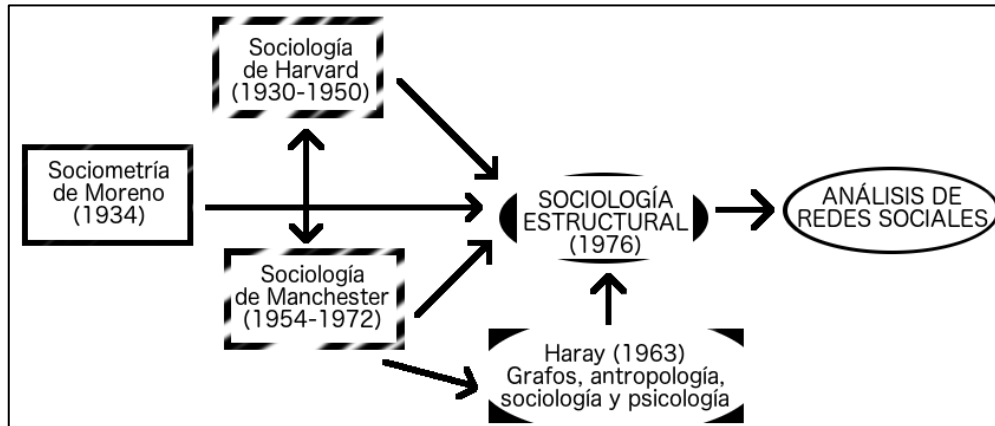 Sociología
de Harvard
(1930-1950)
Sociometría
de Moreno
(1934)
SOCIOLOGÍA
ESTRUCTURAL
(1976)
ANÁLISIS DE
REDES SOCIALES
Sociología
de Manchester
(1954-1972)
Haray (1963)
Grafos, antropología,
sociología y psicología